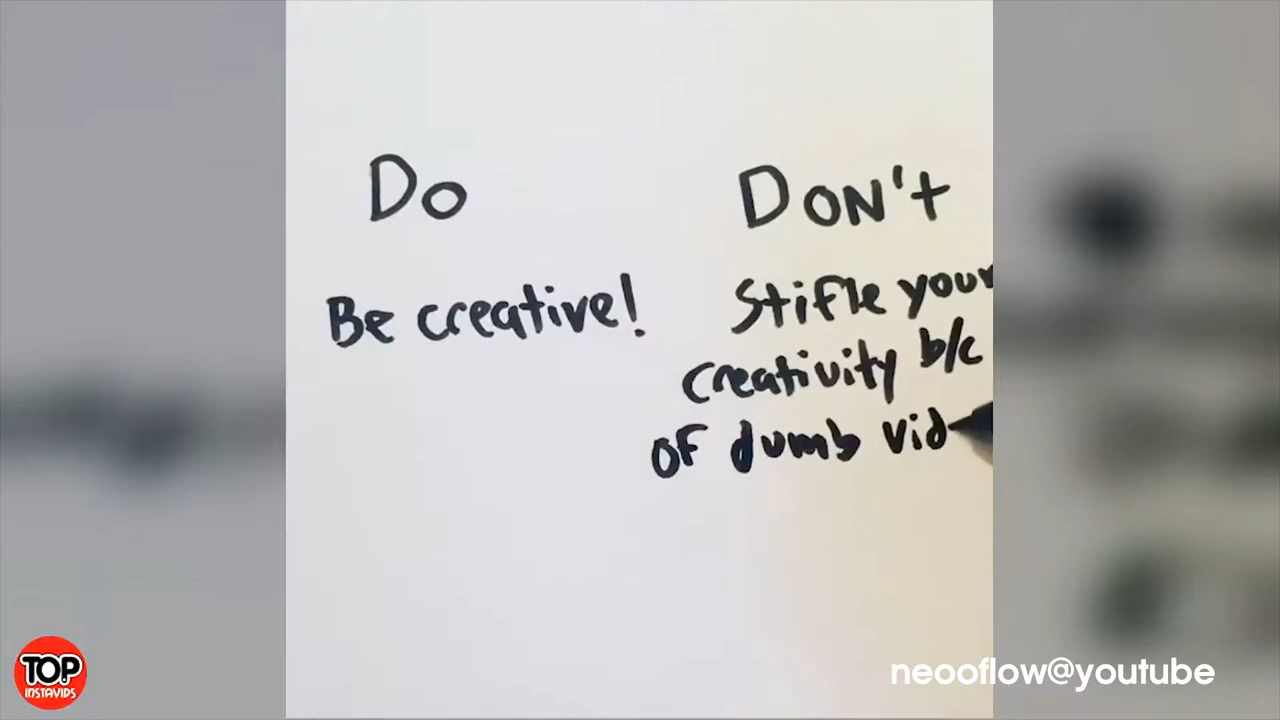 Do
Don't
Be creative!
Stifle your
creativity b/c
of dumb vid
TOP
INSTAVIDS
neooflow@youtube